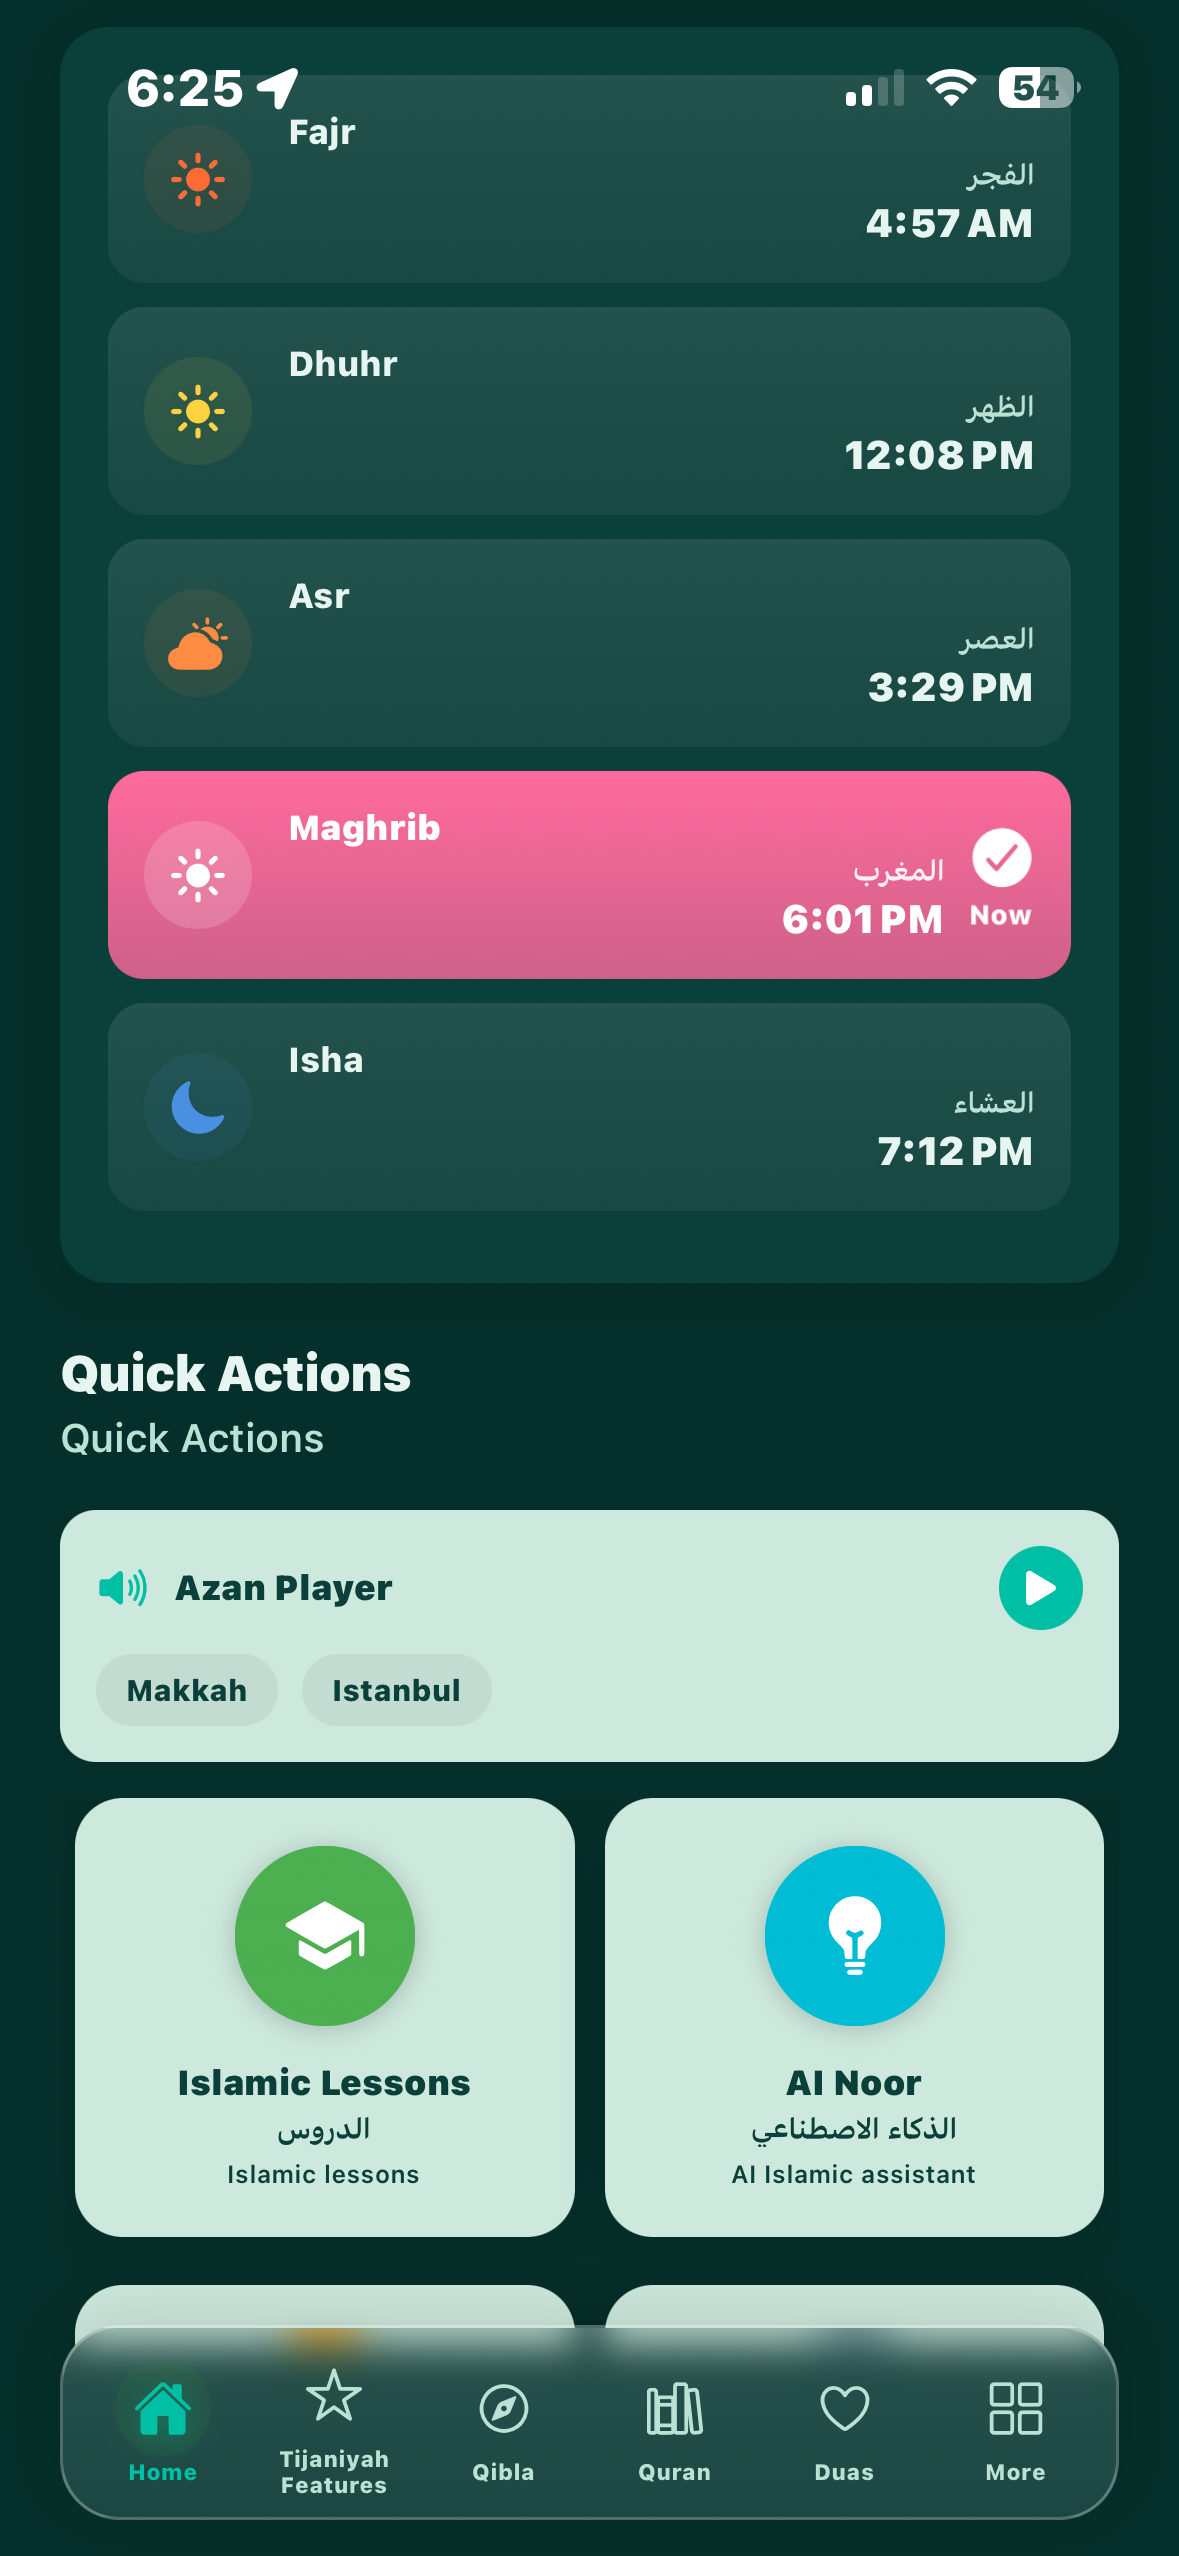 6:25
54
Fajr
الفجر
4:57 AM
Dhuhr
الظهر
12:08 PM
Asr
العصر
3:29 PM
Maghrib
المغرب
6:01 PM
Now
Isha
العشاء
7:12 PM
Quick Actions
Quick Actions
Azan Player
Makkah
Istanbul
Islamic Lessons
الدروس
Islamic lessons
AI Noor
الذكاء الاصطناعي
AI Islamic assistant
Home
Tijaniyah
Features
Qibla
Quran
Duas
More